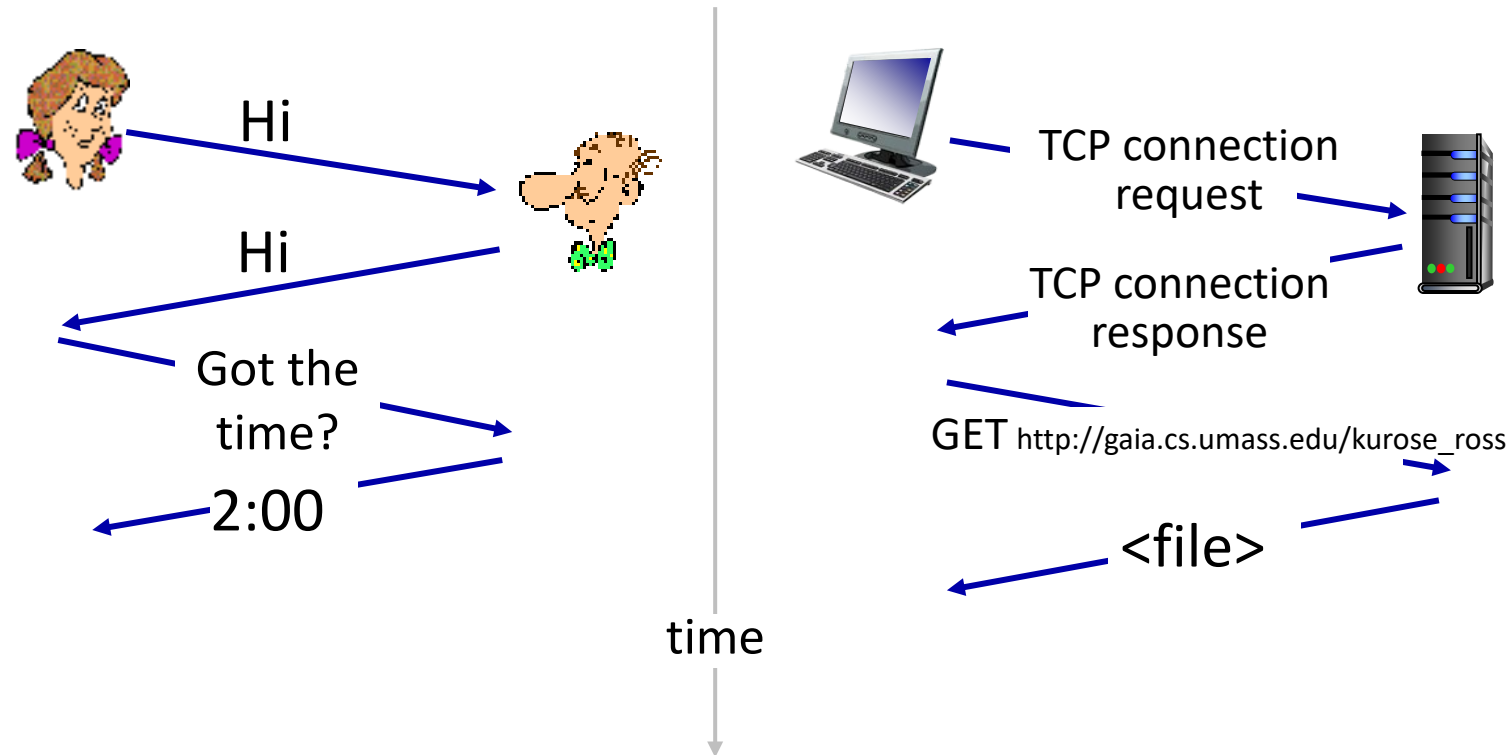 Hi
Hi
Got the
time?
2:00
TCP connection
request
TCP connection
response
GET http://gaia.cs.umass.edu/kurose_ross
<file>
time